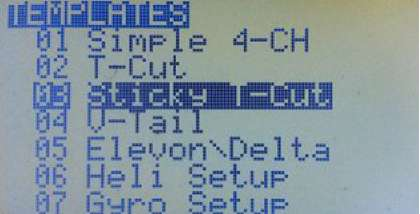 TEMPLATES
01 Simple 4-CH
02 T-Cut
03 Sticky T-Cut
04 V-Tail
05 Elevon\Delta
06 Heli Setup
07 Gyro Setup